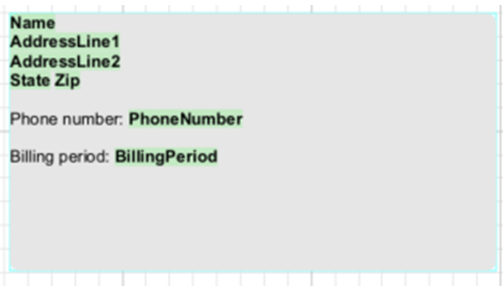 Name
AddressLine1
AddressLine2
State Zip
Phone number: PhoneNumber
Billing period: BillingPeriod